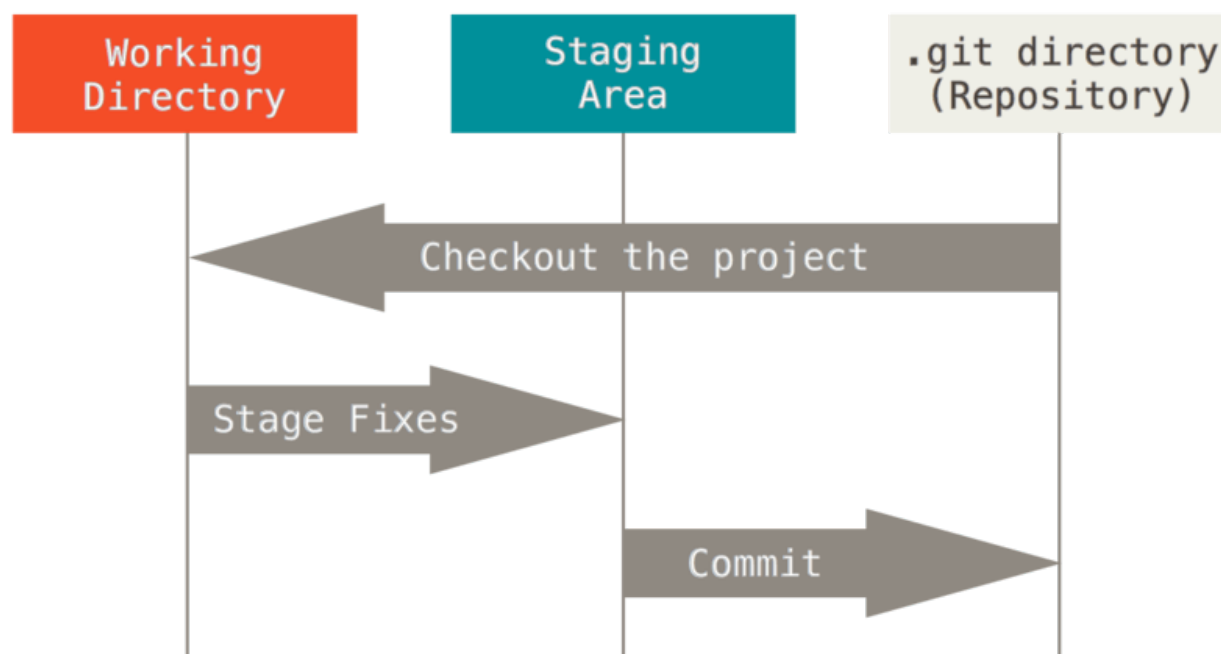 Working
Directory
Staging
Area
.git directory
(Repository)
Checkout the project
Stage Fixes
Commit